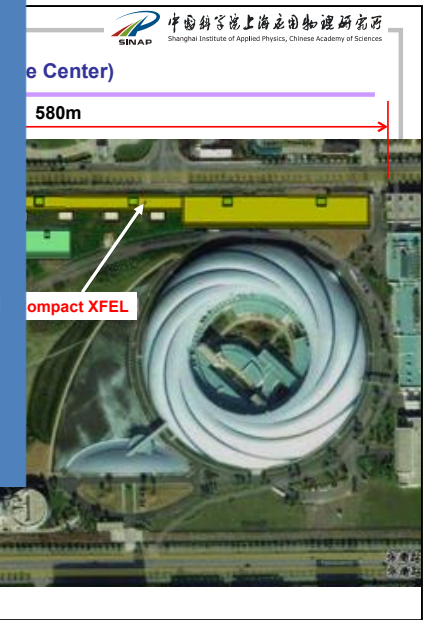 中国科学院上海应用物理研究所
SINAP
Shanghai Institute of Applied Physics, Chinese Academy of Sciences
e Center)
580m
ompact XFEL